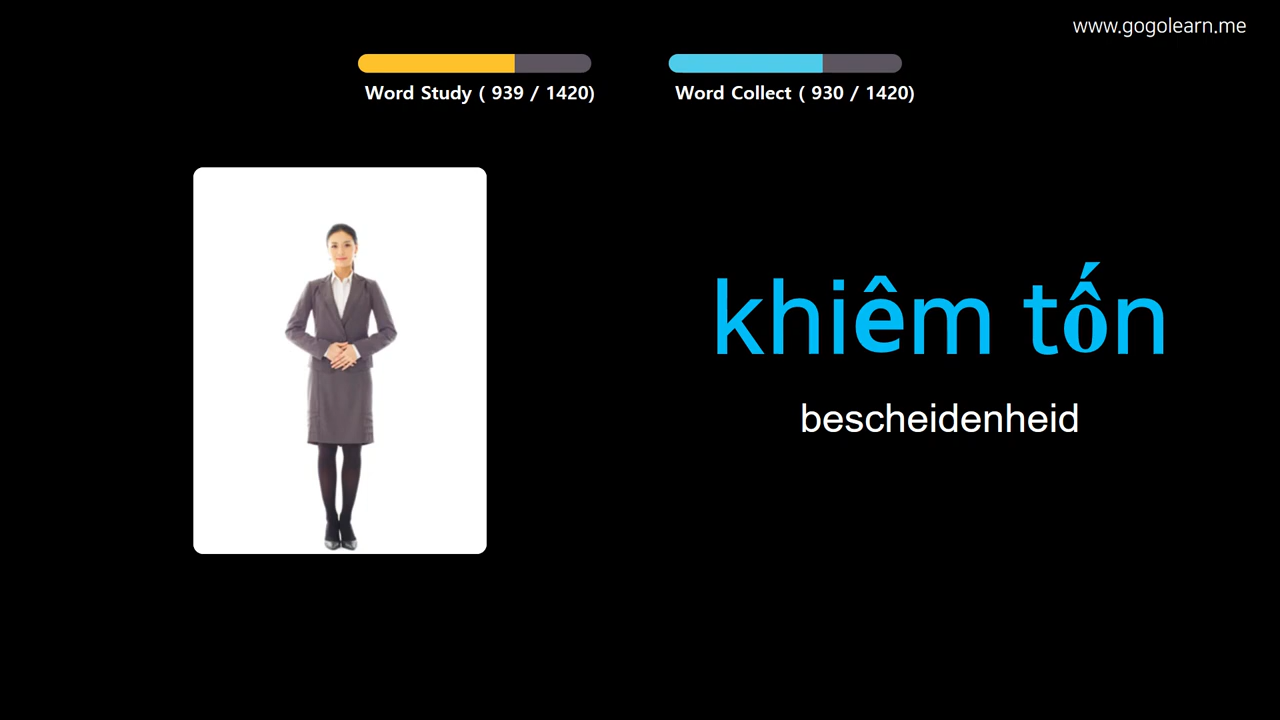 www.gogolearn.me
Word Study ( 939 / 1420)
Word Collect ( 930 / 1420)
khiêm tốn
bescheidenheid